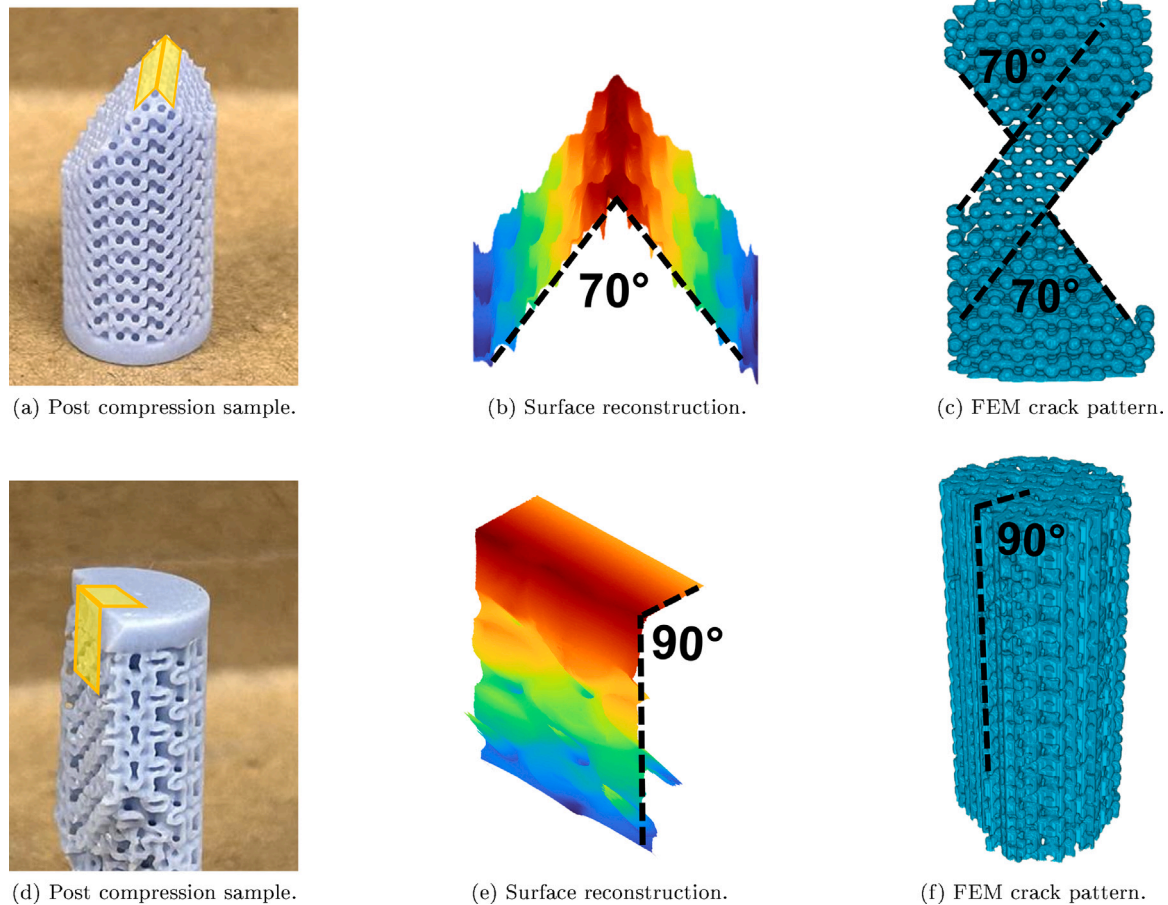 70°
70°
70°
(a) Post compression sample.
(b) Surface reconstruction.
(c) FEM crack pattern.
90°
90°
(d) Post compression sample.
(e) Surface reconstruction.
(f) FEM crack pattern.